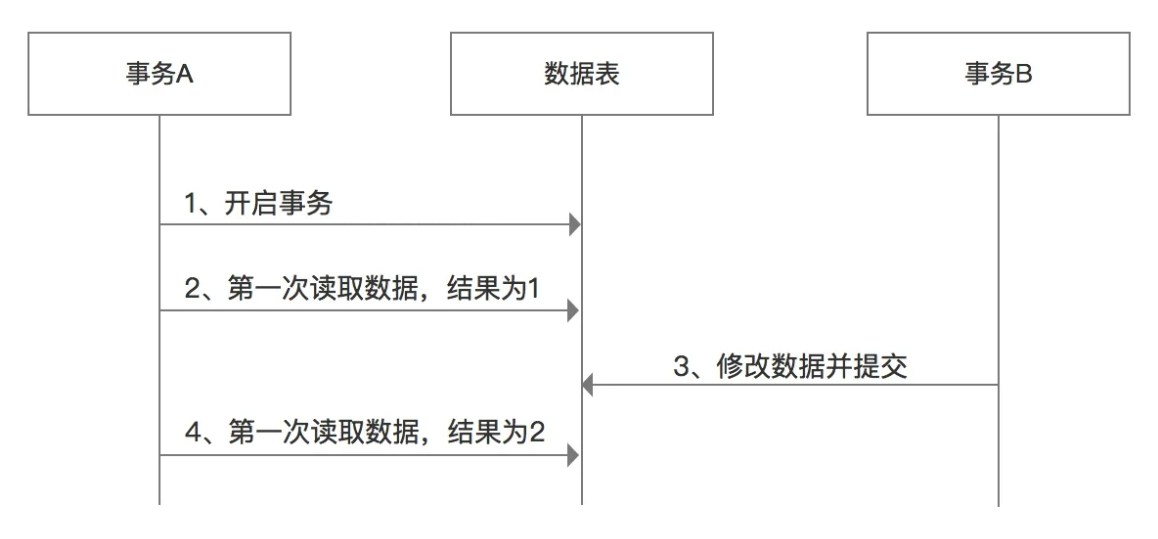 事务A
数据表
事务B
1、开启事务
2、第一次读取数据，结果为1
3、修改数据并提交
4、第一次读取数据，结果为2